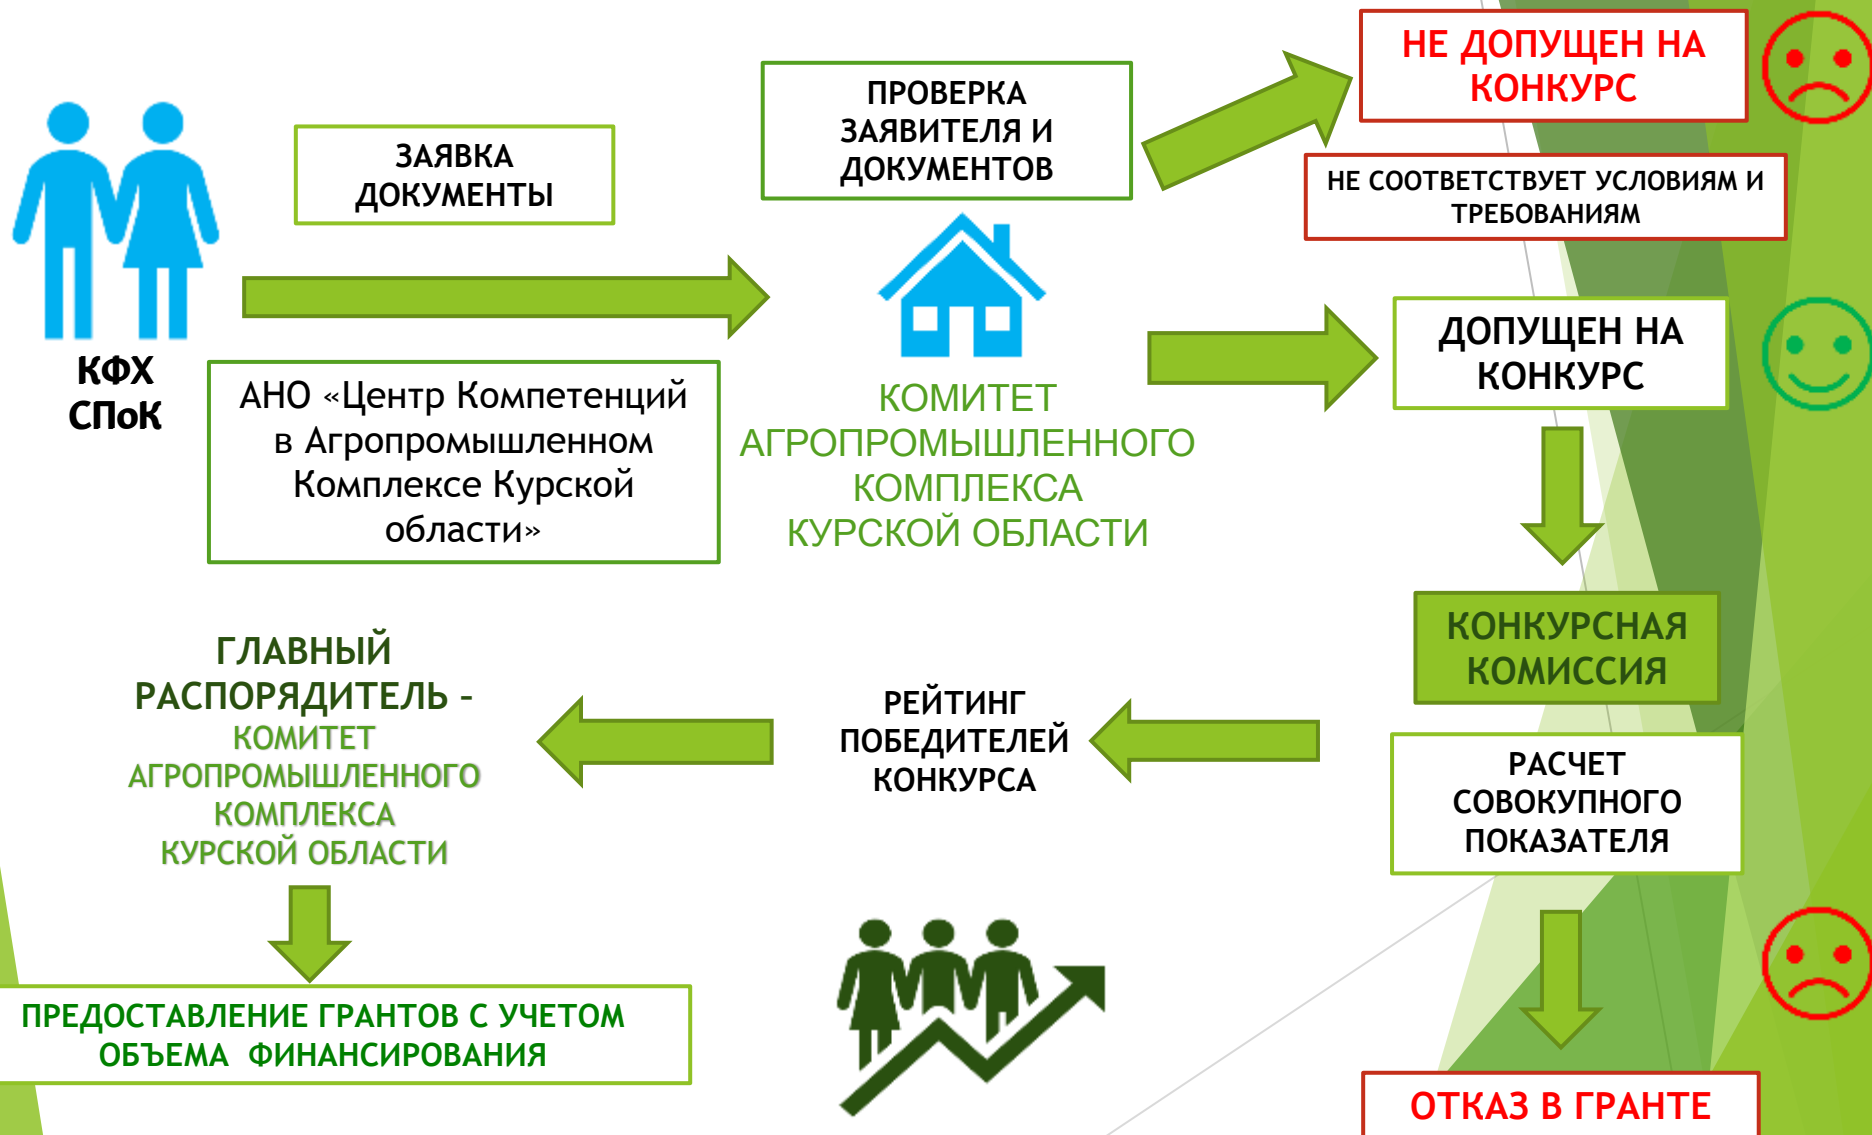 КФХ
СПоК
ЗАЯВКА
ДОКУМЕНТЫ
АНО «Центр Компетенций
в Агропромышленном
Комплексе Курской
области»
ПРОВЕРКА
ЗАЯВИТЕЛЯ И
ДОКУМЕНТОВ
КОМИТЕТ
АГРОПРОМЫШЛЕННОГО
КОМПЛЕКСА
КУРСКОЙ ОБЛАСТИ
НЕ ДОПУЩЕН НА
КОНКУРС
НЕ СООТВЕТСТВУЕТ УСЛОВИЯМ И
ТРЕБОВАНИЯМ
ДОПУЩЕН НА
КОНКУРС
КОНКУРСНАЯ
КОМИССИЯ
РАСЧЕТ
СОВОКУПНОГО
ПОКАЗАТЕЛЯ
ОТКАЗ В ГРАНТЕ
РЕЙТИНГ
ПОБЕДИТЕЛЕЙ
КОНКУРСА
ГЛАВНЫЙ
РАСПОРЯДИТЕЛЬ –
КОМИТЕТ
АГРОПРОМЫШЛЕННОГО
КОМПЛЕКСА
КУРСКОЙ ОБЛАСТИ
ПРЕДОСТАВЛЕНИЕ ГРАНТОВ С УЧЕТОМ
ОБЪЕМА ФИНАНСИРОВАНИЯ